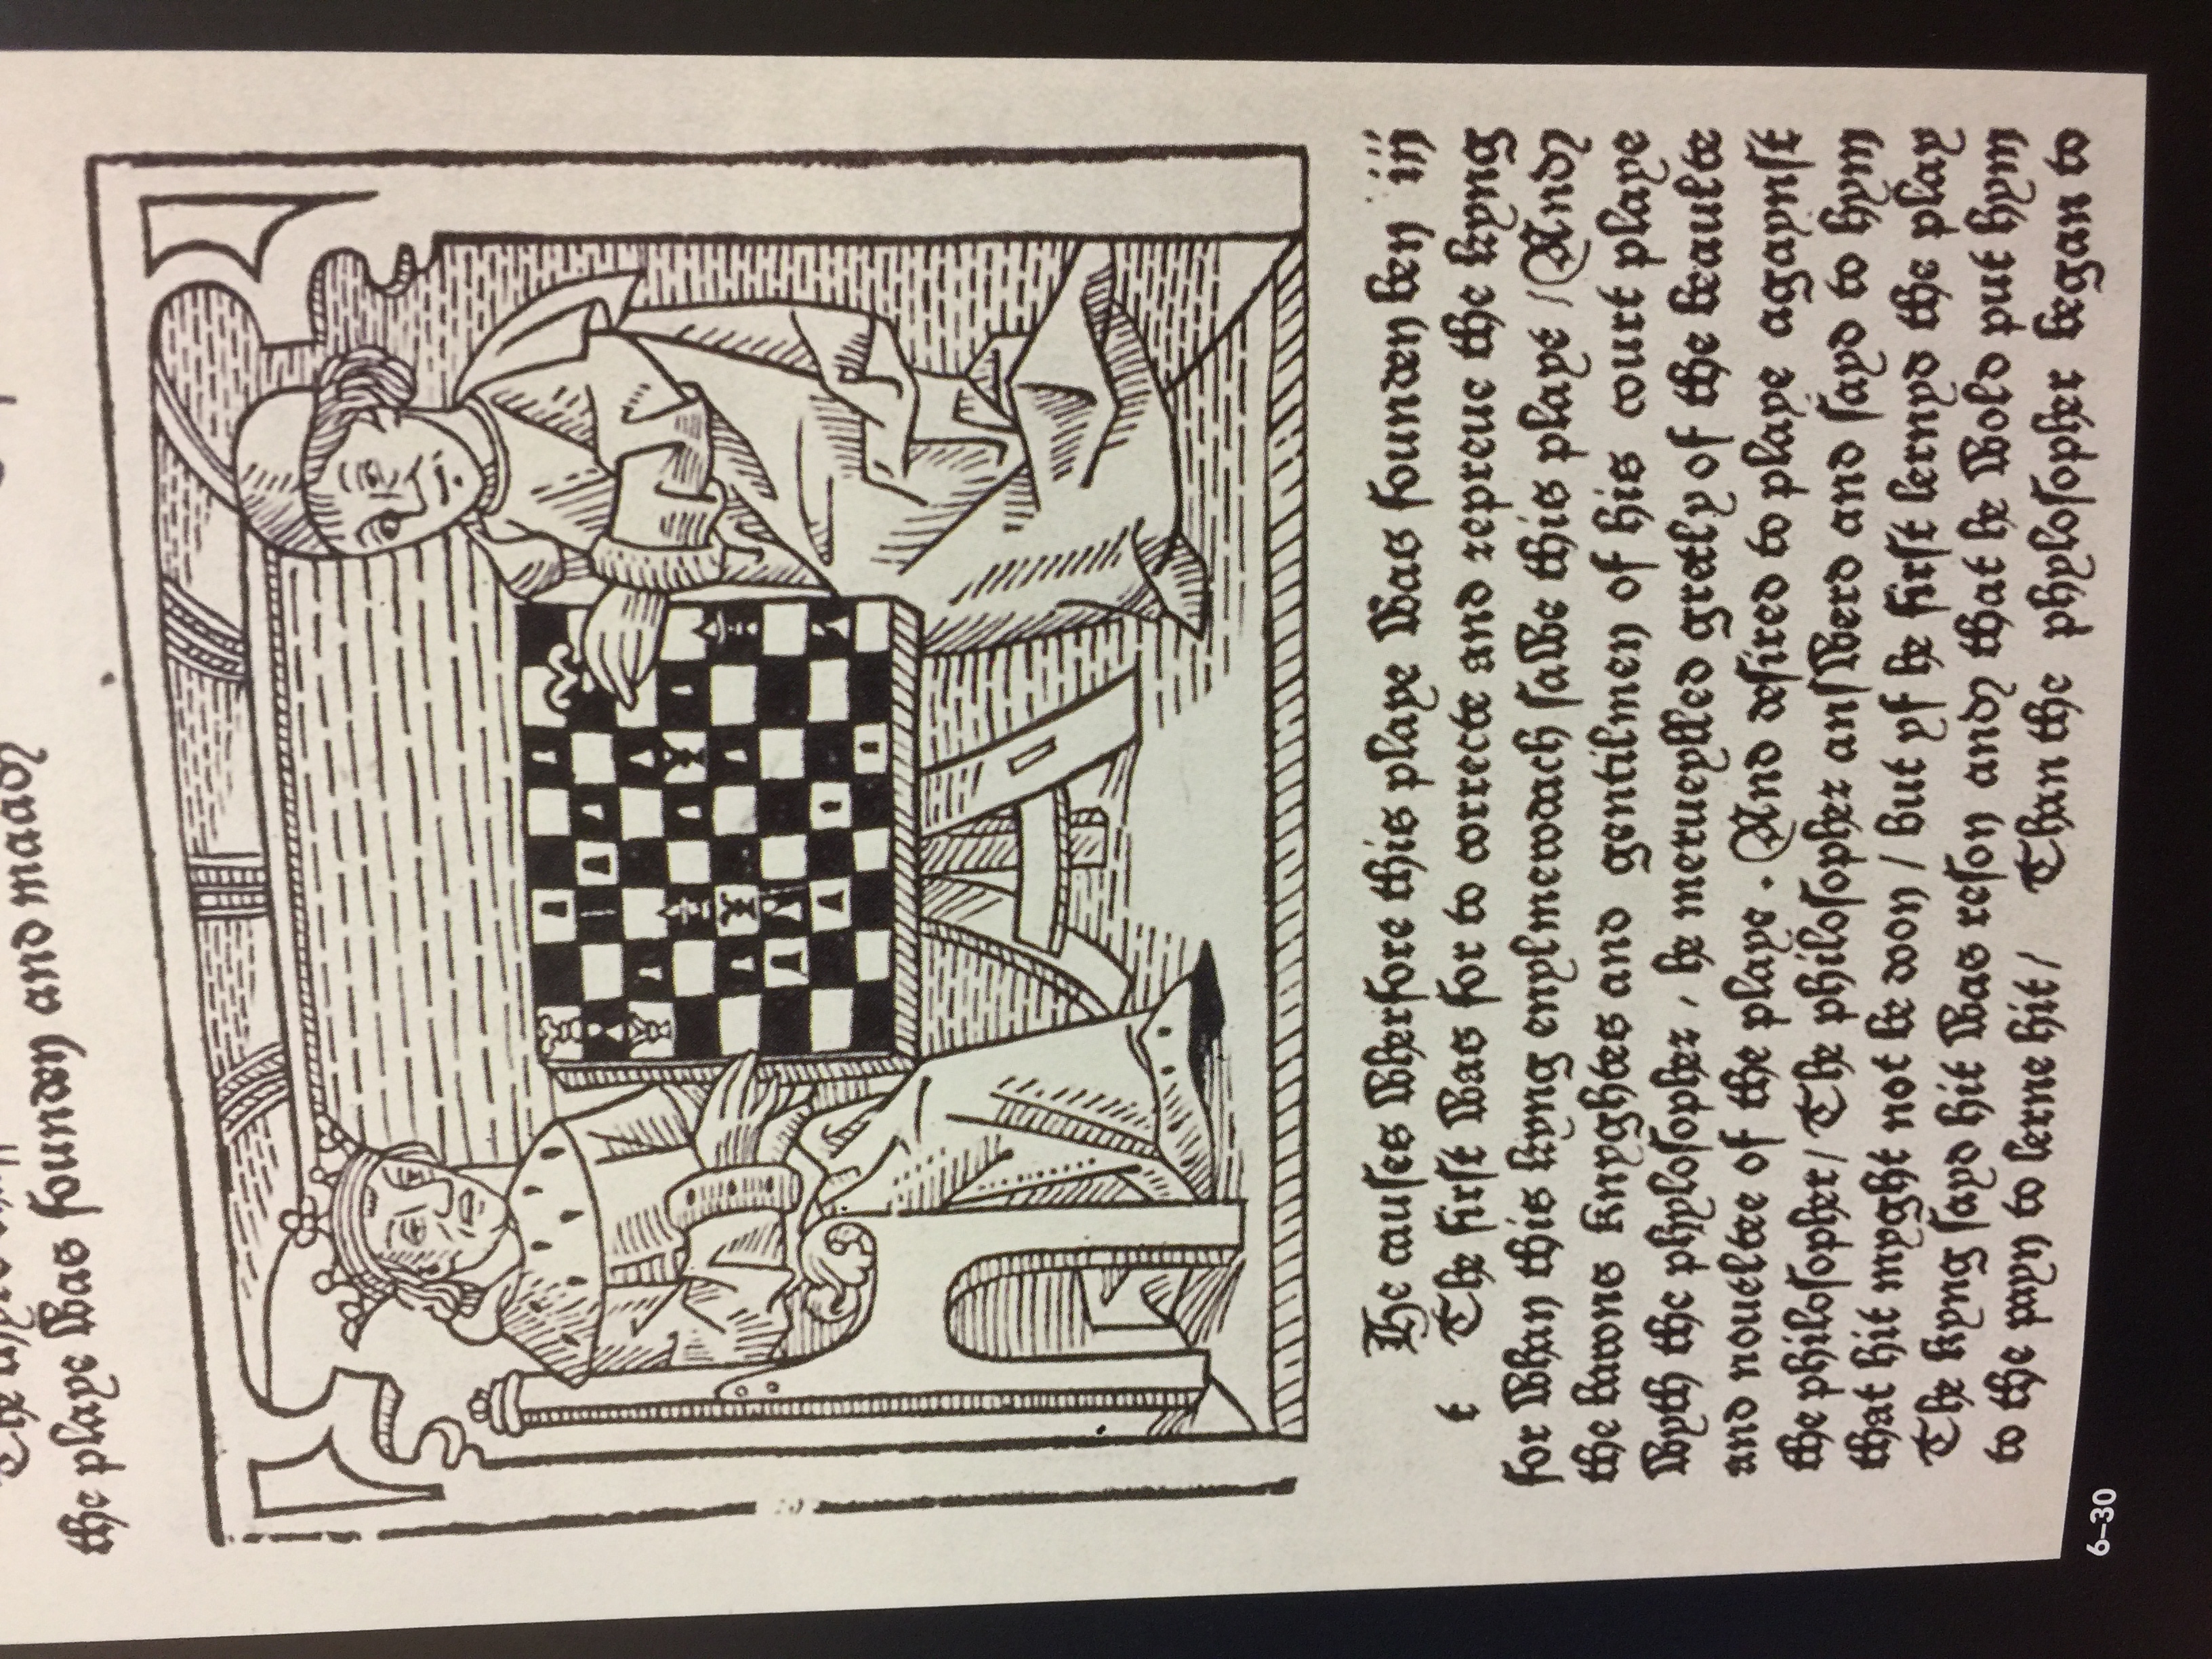 The thyrd
the playe was founden and maad
He causes wherfore this playe was founden ben iij
t The first was for to correcte and repreue the kyng
for whan this kyng enylmerodach sawe this playe / And
the barons knyghtes and gentilmen of his court playe
wyth the phylosopher , he merueylled gretly of the beaulte
and noueltee of the playe . And desired to playe agaynst
the philosopher / The philosopher answerd and sayd to hym
that hit myght not be doon / but yf he first lernyd the play
The kyng sayd hit was reson and that he wold put hym
to the payn to lerne hit / Than the phylosopher began to
6–30